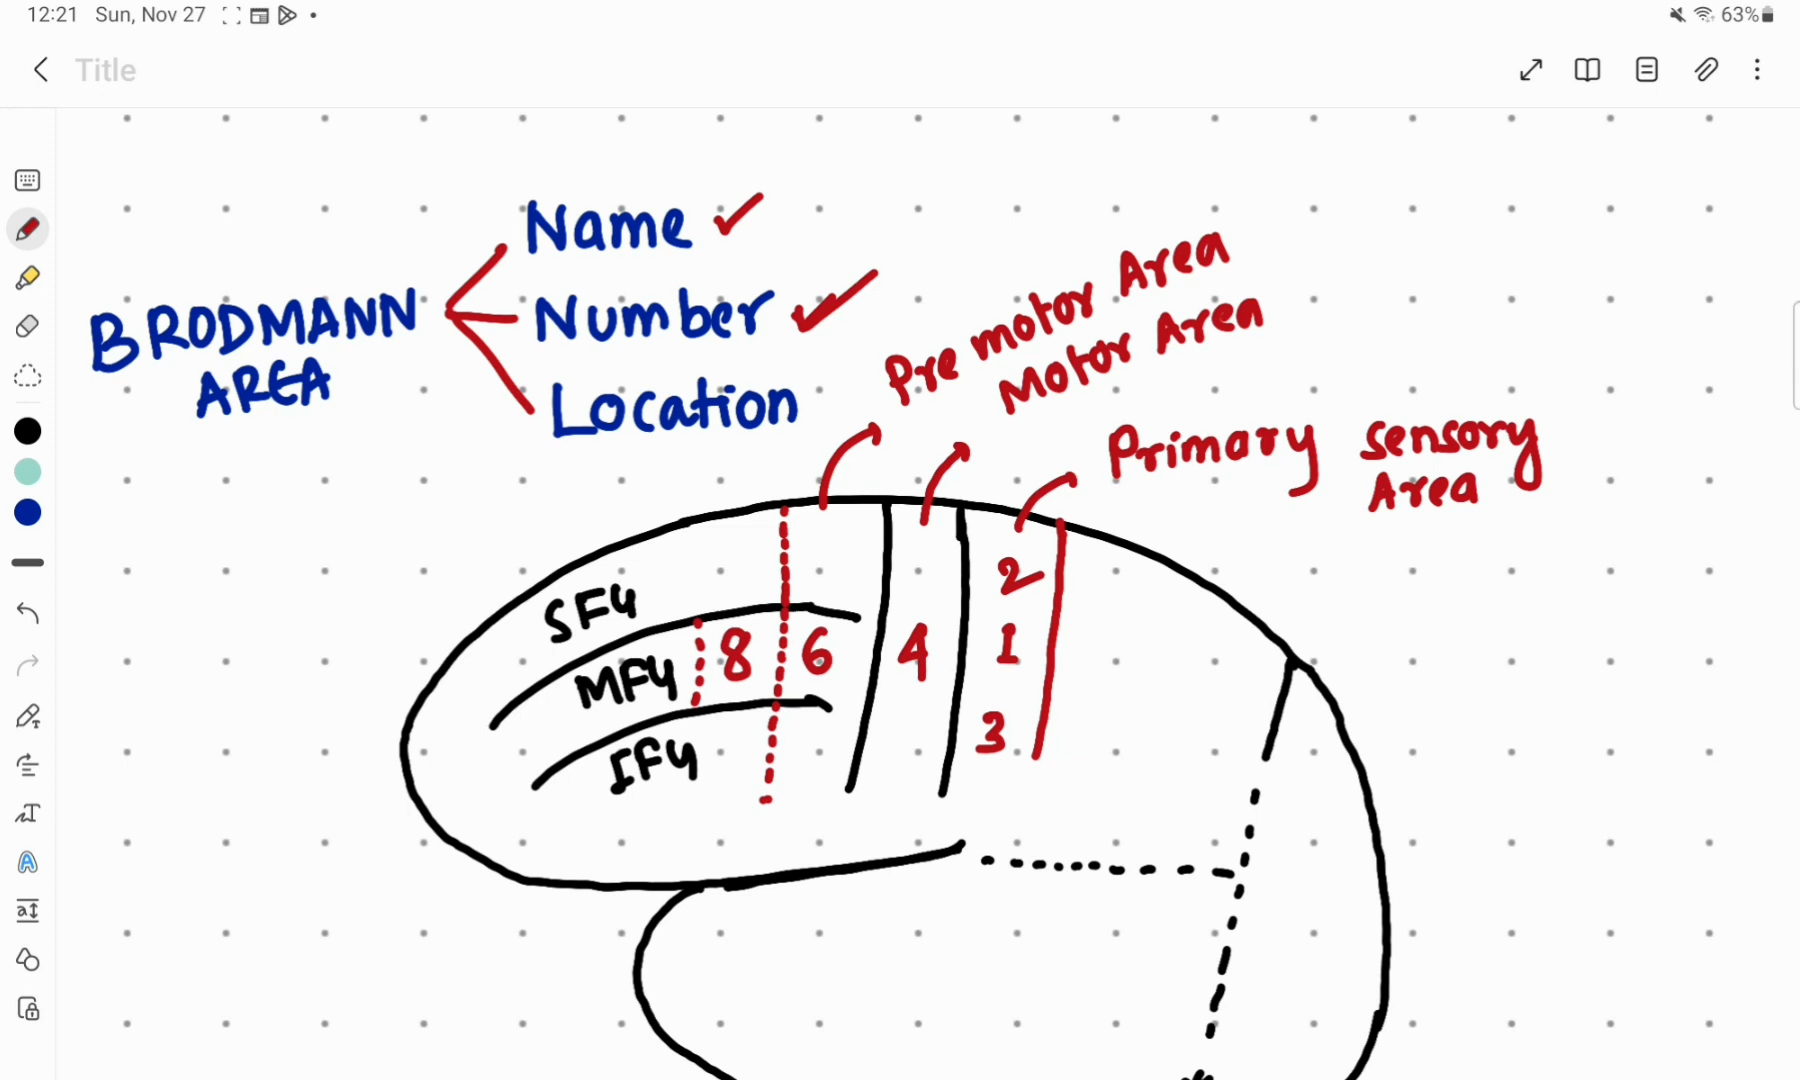 12:21 Sun, Nov 27
63%
Title
Name
Number
Location
BRODMANN
AREA
Pre motor Area
Motor Area
Primary sensory
Area
SFG
MFG
IFG
8
6
4
2
1
3